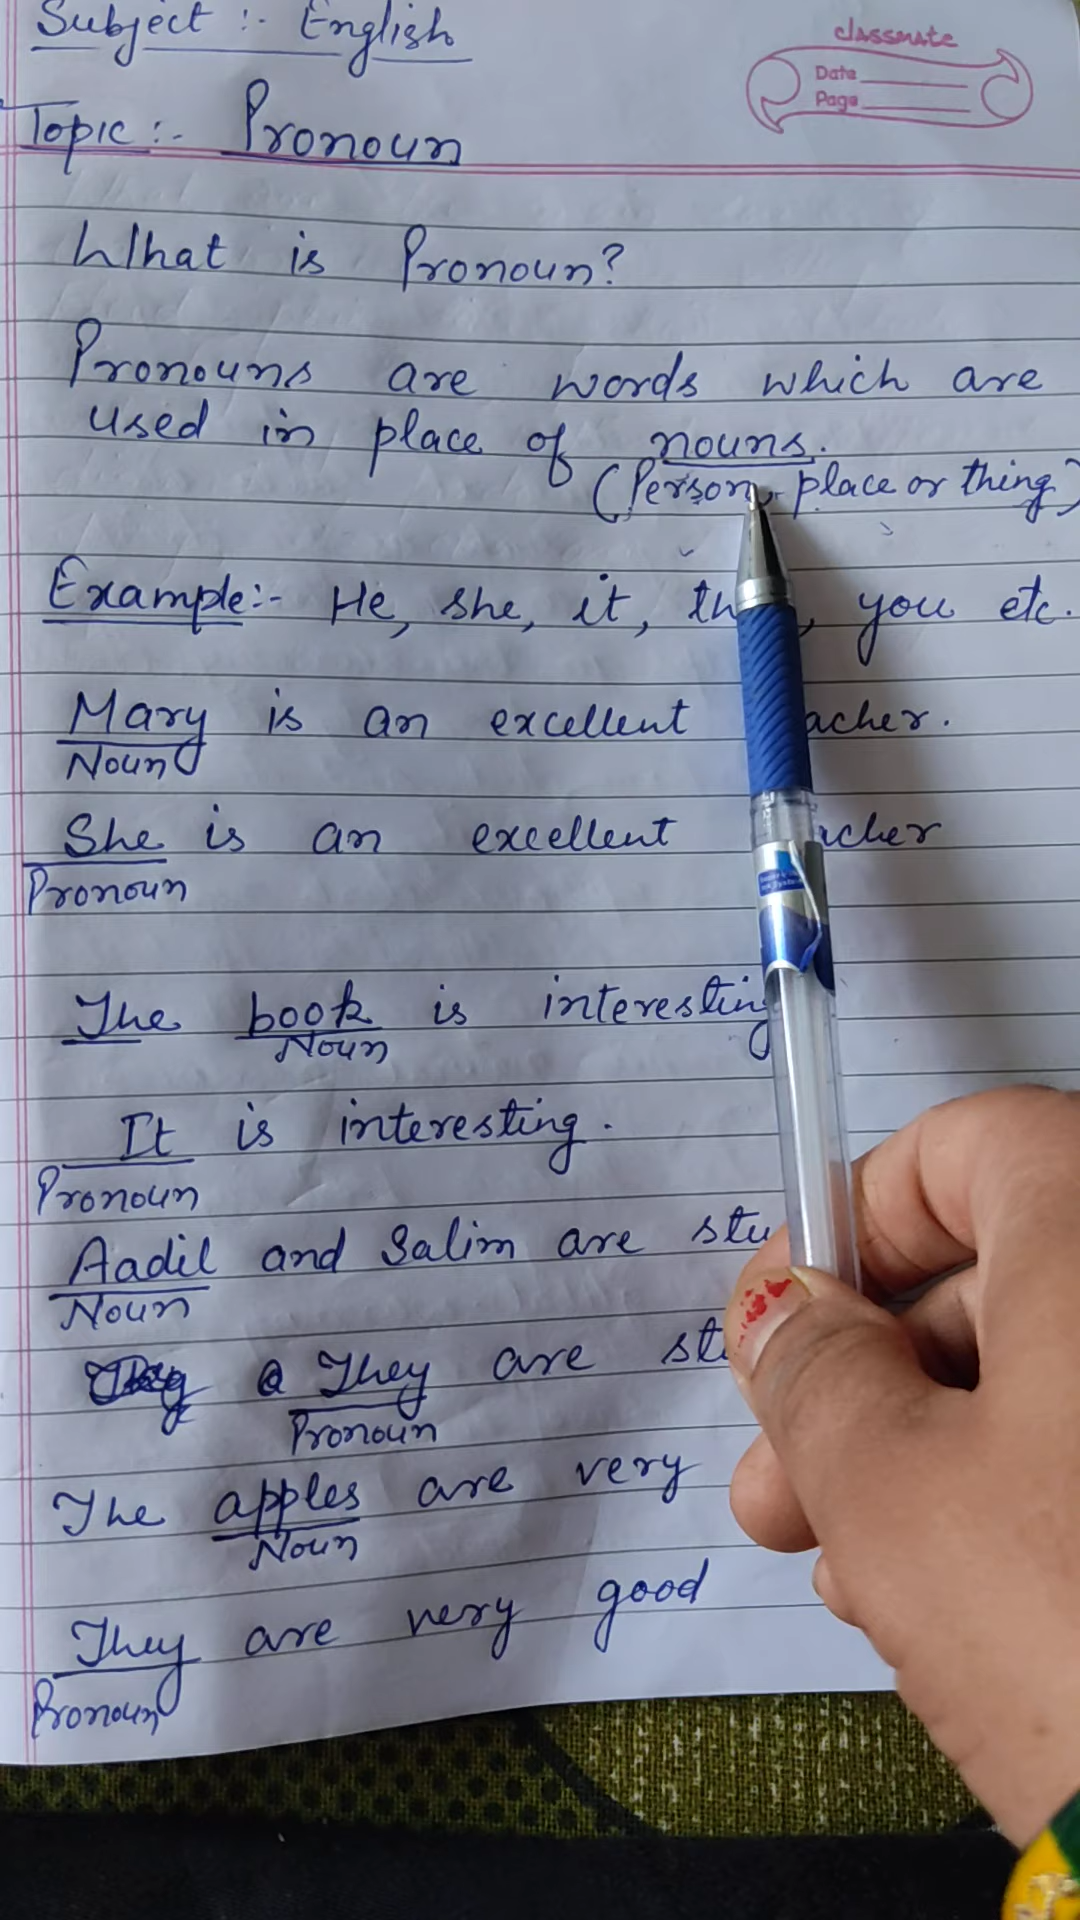 Subject :- English
classmate
Date
Page
Topic :- Pronoun
What is Pronoun?
Pronouns are words which are
used in place of nouns.
(Person, place or thing)
Example:- He, she, it, you etc.
Mary is an excellent
Noun
She is an excellent
Pronoun
The book is interesting
Noun
It is interesting.
Pronoun
Aadil and Salim are
Noun
They are
Pronoun
The apples are very
Noun
They are very good
Pronoun